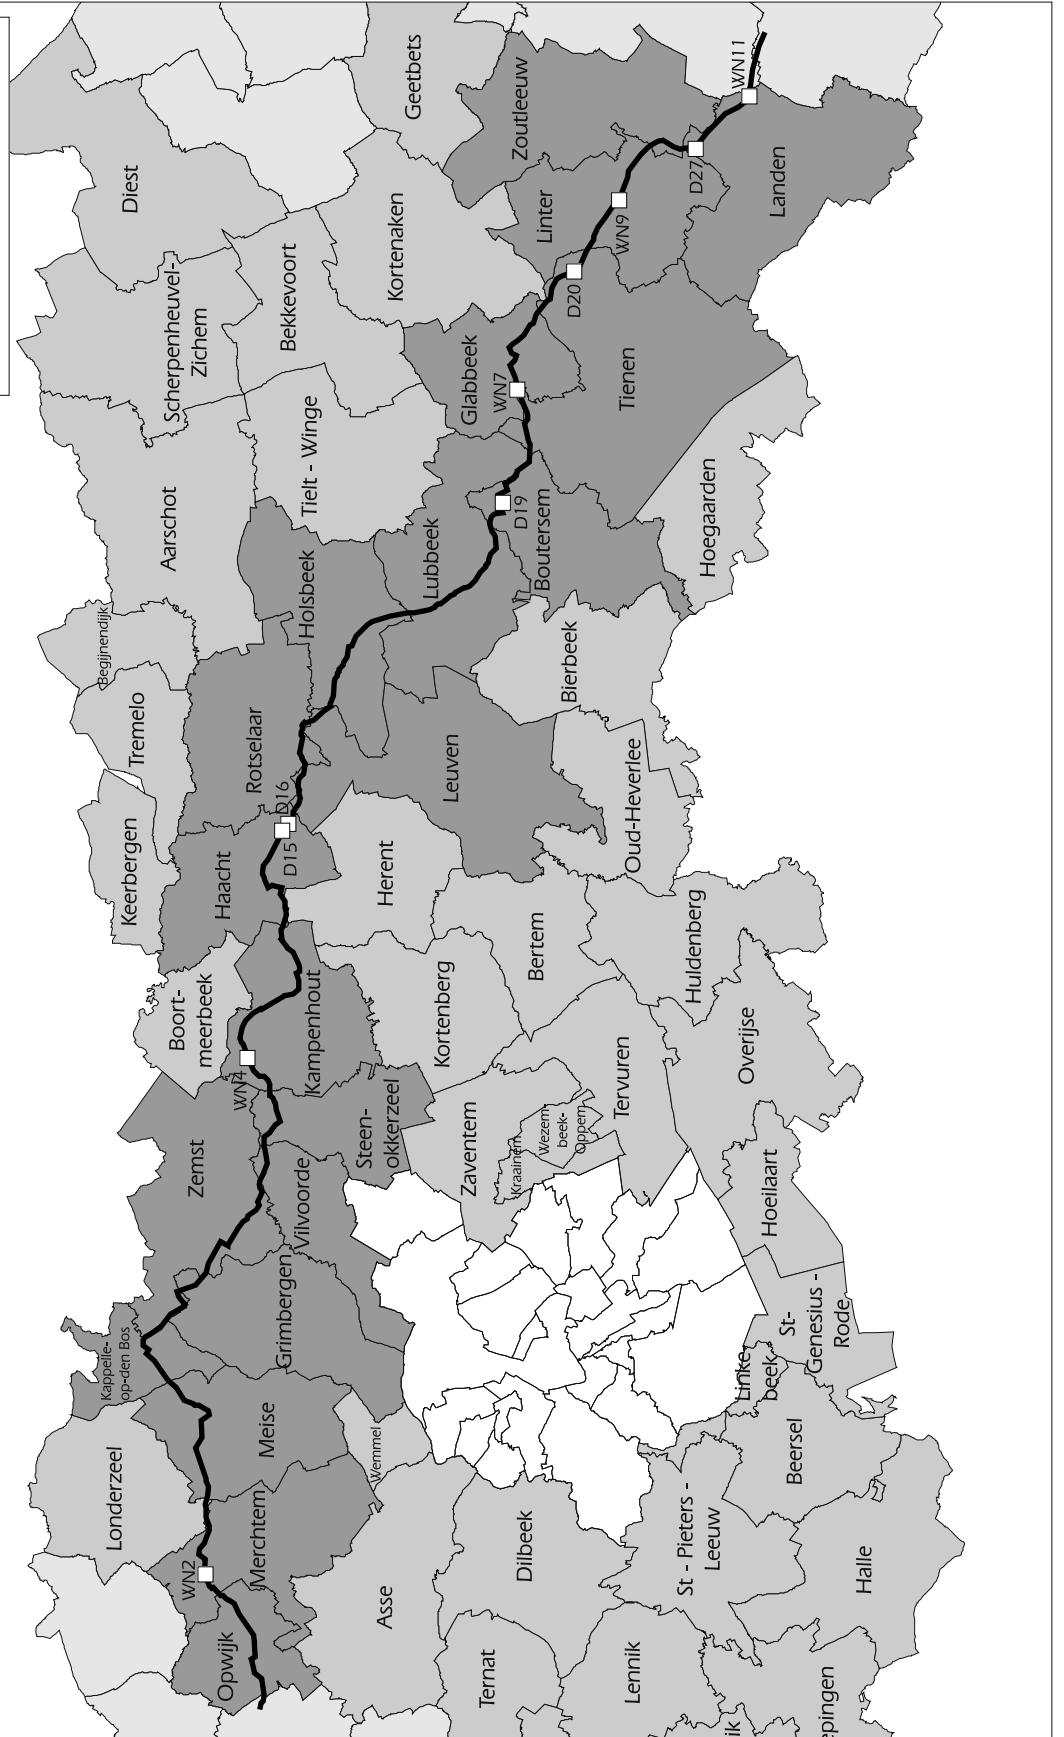 Geetbets
Zoutleeuw
WN11
Diest
Kortenaken
Linter
WN9
D27
Landen
Scherpenheuvel-
Zichem
Bekkevoort
D20
Glabbeek
WN7
Tienen
Aarschot
Tielt - Winge
Lubbeek
D19
Boutersem
Hoegaarden
Begijnendijk
Holsbeek
Bierbeek
Tremelo
Rotselaar
D16
Leuven
Oud-Heverlee
Keerbergen
Haacht
D15
Herent
Bertem
Huldenberg
Boort-
meerbeek
WN4
Kampenhout
Kortenberg
Tervuren
Overijse
Zemst
Vilvoorde
Steen-
okkerzeel
Zaventem
Kraainem
Wezem-
beek-
Oppem
Hoeilaart
Kappelle-
op-den Bos
Grimbergen
Linke-
beek
St-
Genesius -
Rode
Londerzeel
Meise
Wemmel
Beersel
WN2
Merchtem
Asse
Dilbeek
St - Pieters -
Leeuw
Halle
Opwijk
Ternat
Lennik
ik
epingen